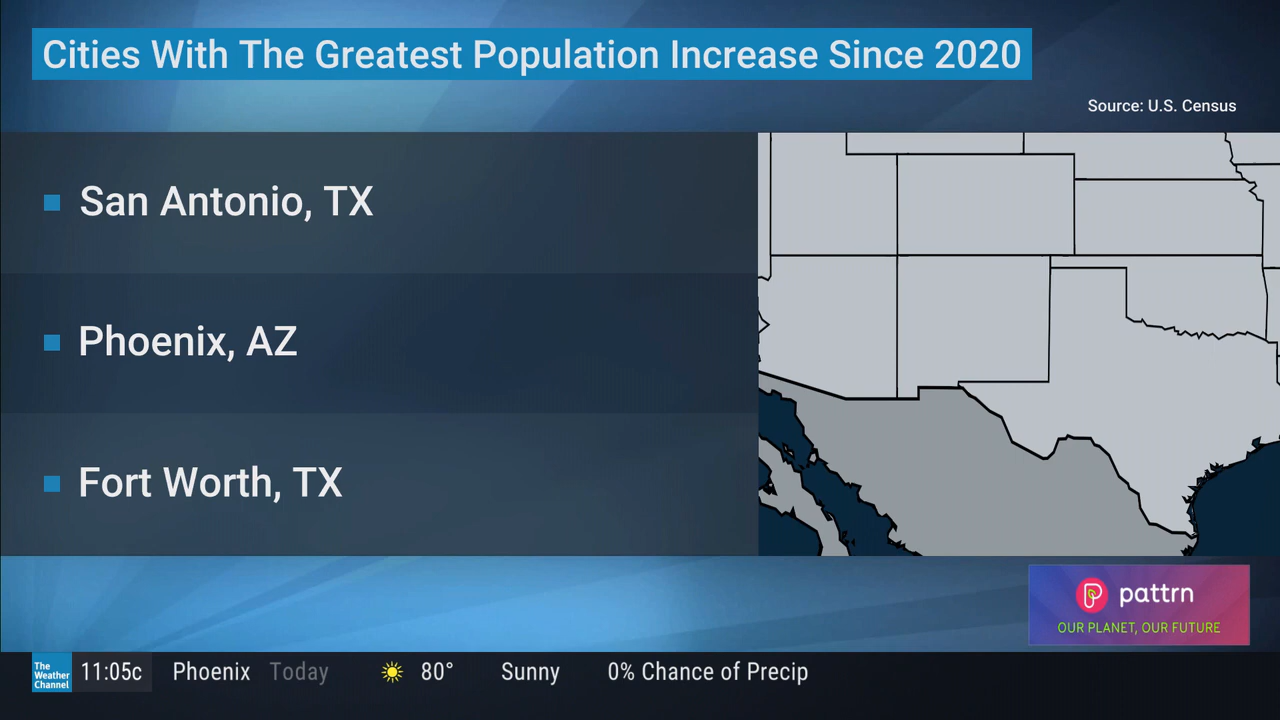 Cities With The Greatest Population Increase Since 2020
Source: U.S. Census
San Antonio, TX
Phoenix, AZ
Fort Worth, TX
pattrn
OUR PLANET, OUR FUTURE
The
Weather
Channel
11:05c Phoenix Today 80° Sunny 0% Chance of Precip